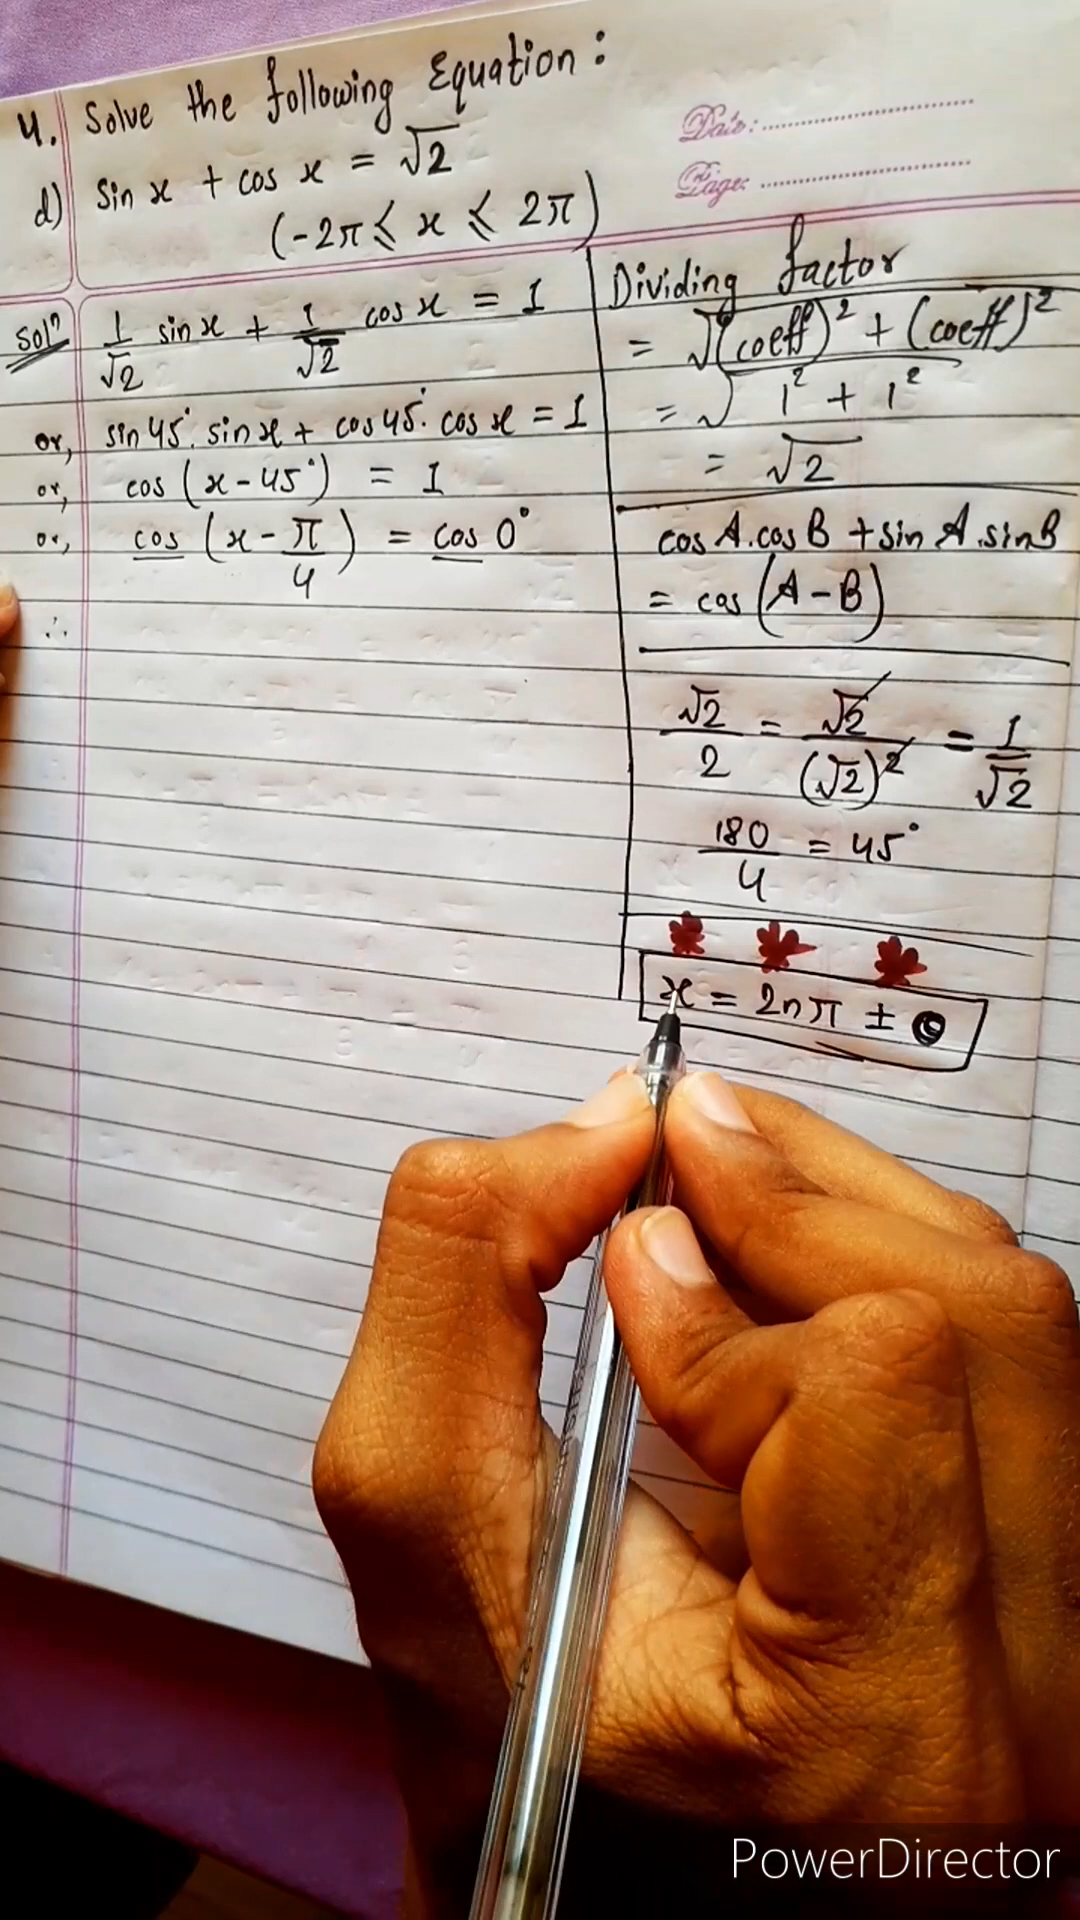 4. Solve the following Equation :
d) sin x + cos x = √2
(-2π ≤ x ≤ 2π)
Date:
Page:
Solⁿ 1/√2 sin x + 1/√2 cos x = 1
or, sin 45°. sin x + cos 45°. cos x = 1
or, cos (x - 45°) = 1
or, cos (x - π/4) = cos 0°
∴
Dividing factor
= √(coeff)² + (coeff)²
= √1² + 1²
= √2
cos A. cos B + sin A. sin B
= cos (A - B)
√2/2 = √2/(√2)² = 1/√2
180/4 = 45°
x = 2nπ ±
PowerDirector